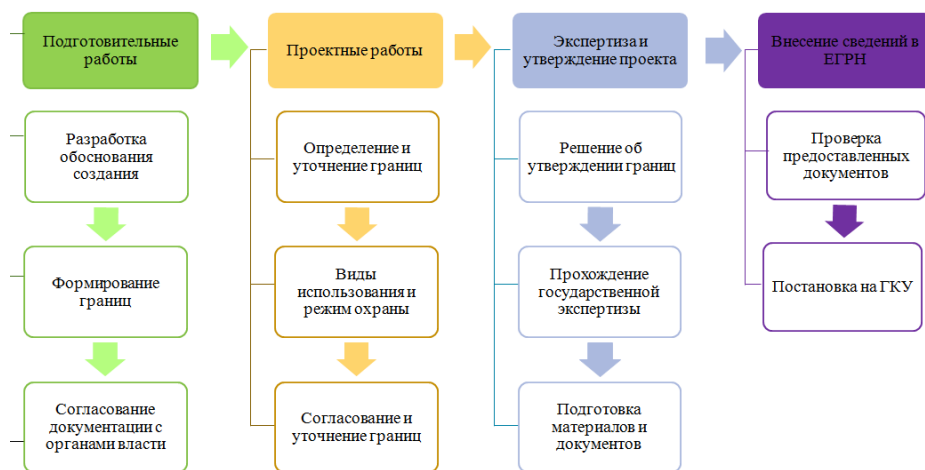 Подготовительные
работы
Разработка
обоснования
создания
Формирование
границ
Согласование
документации с
органами власти
Проектные работы
Определение и
уточнение границ
Виды
использования и
режим охраны
Согласование и
уточнение границ
Экспертиза и
утверждение проекта
Решение об
утверждении границ
Прохождение
государственной
экспертизы
Подготовка
материалов и
документов
Внесение сведений в
ЕГРН
Проверка
предоставленных
документов
Постановка на ГКУ